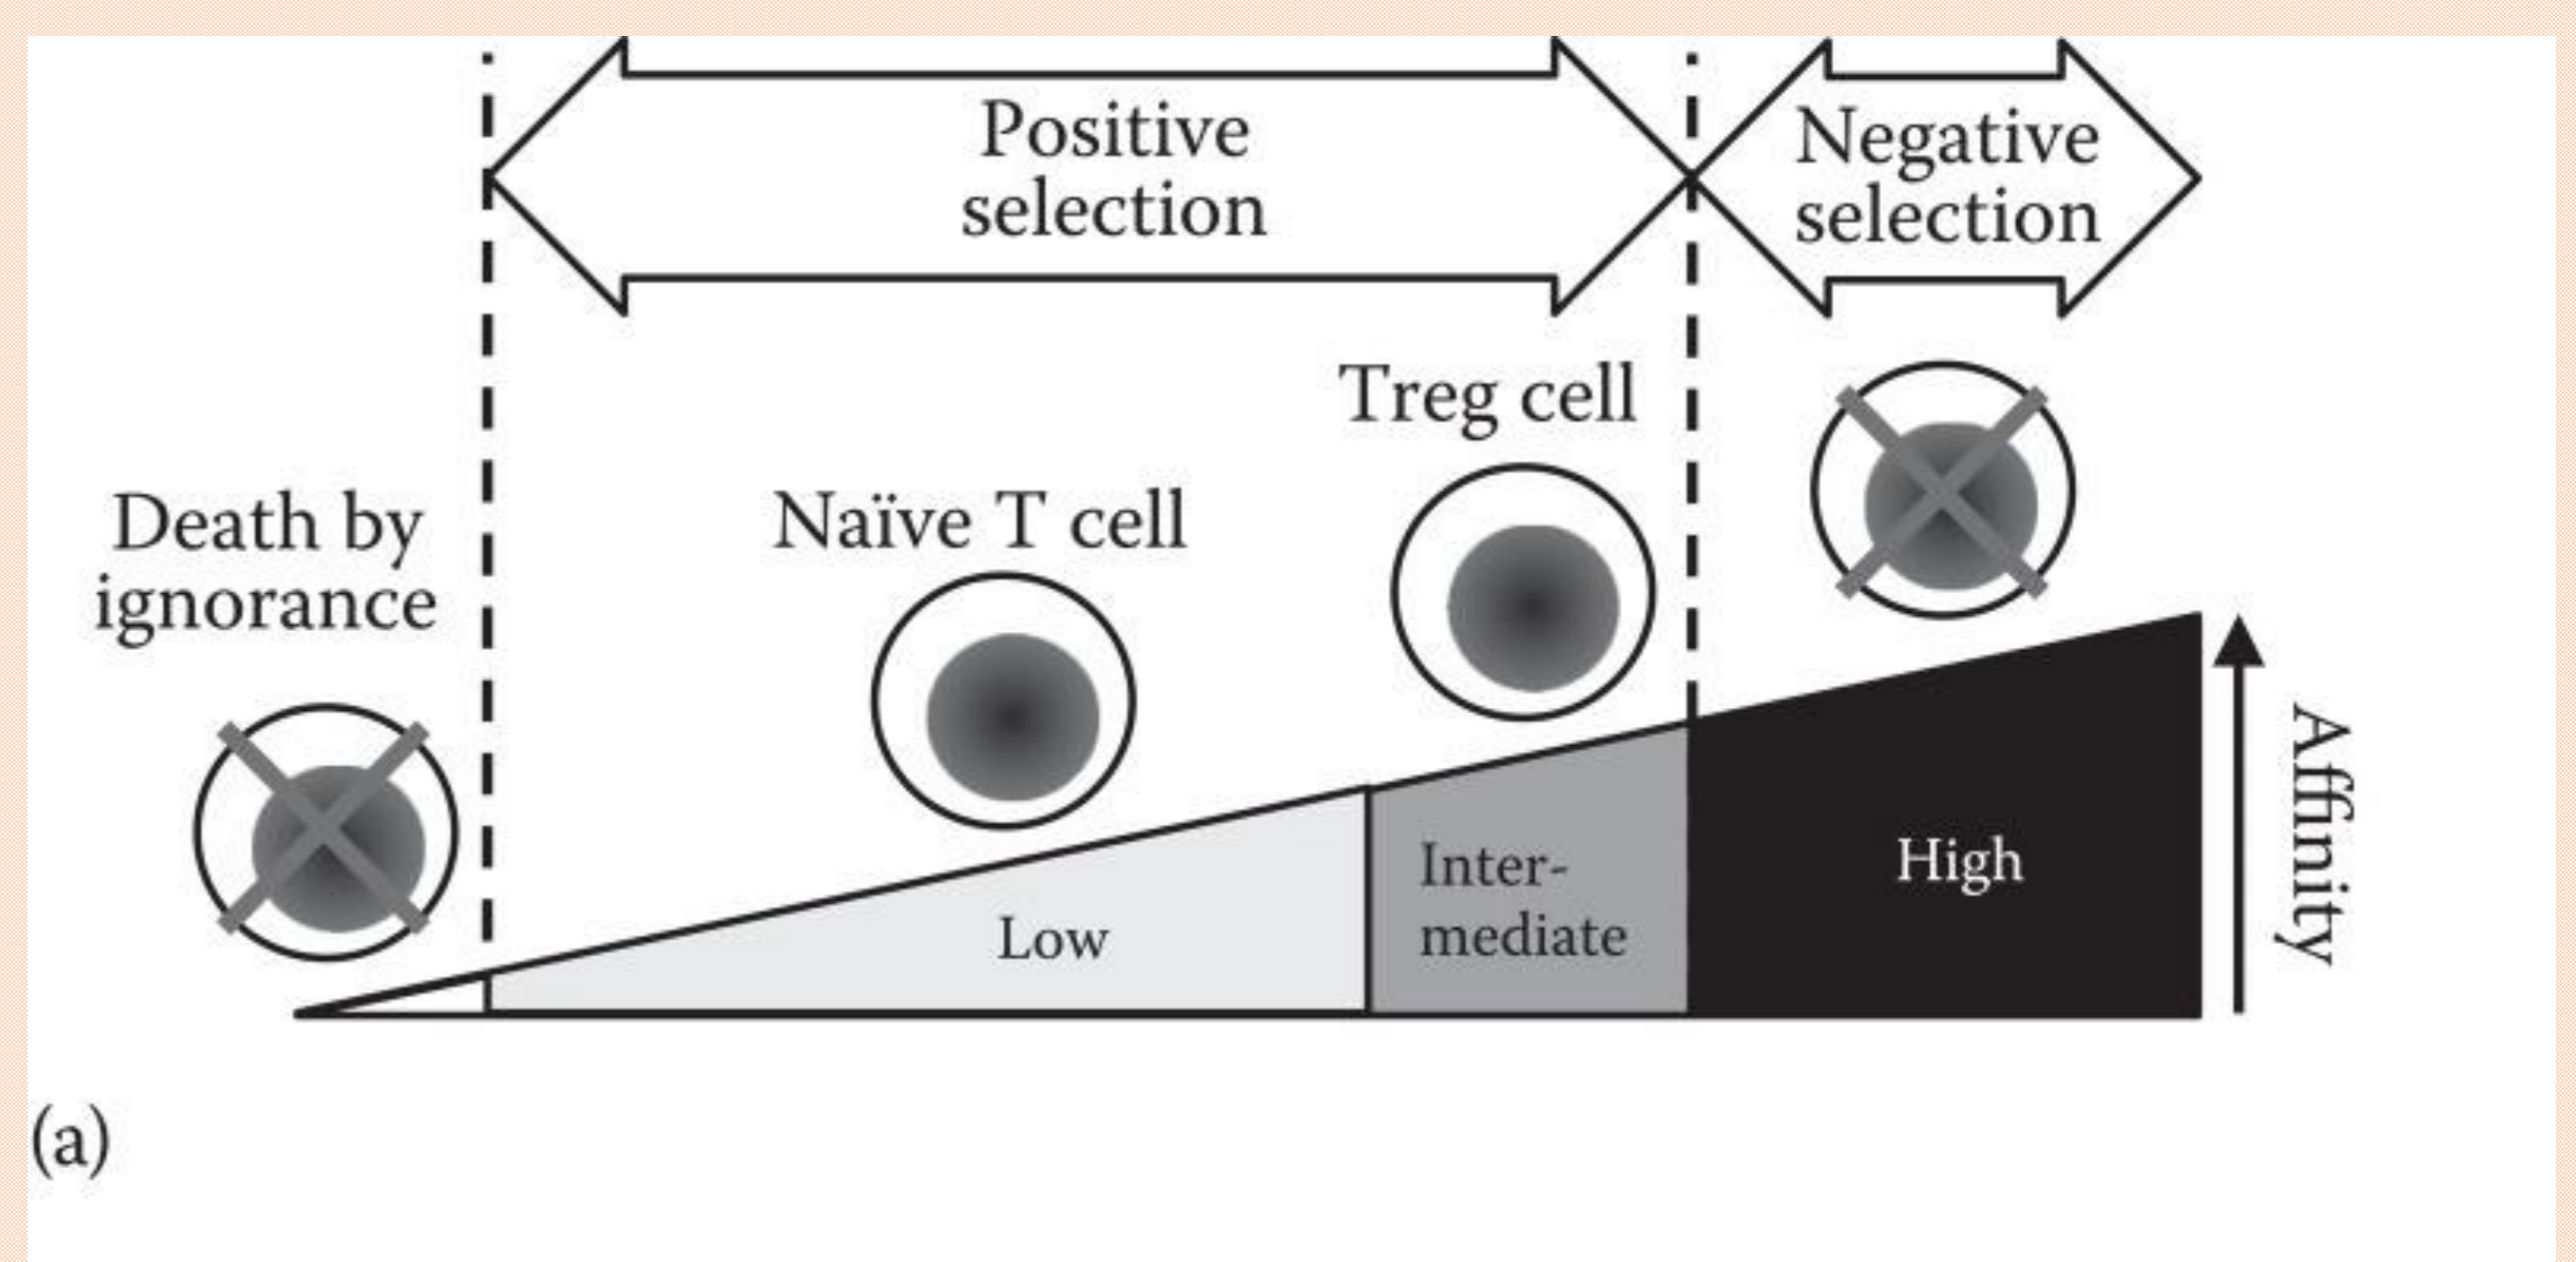 Positive
selection
Negative
selection
Treg cell
Naïve T cell
Death by
ignorance
Low
Inter-
mediate
High
Affinity
(a)